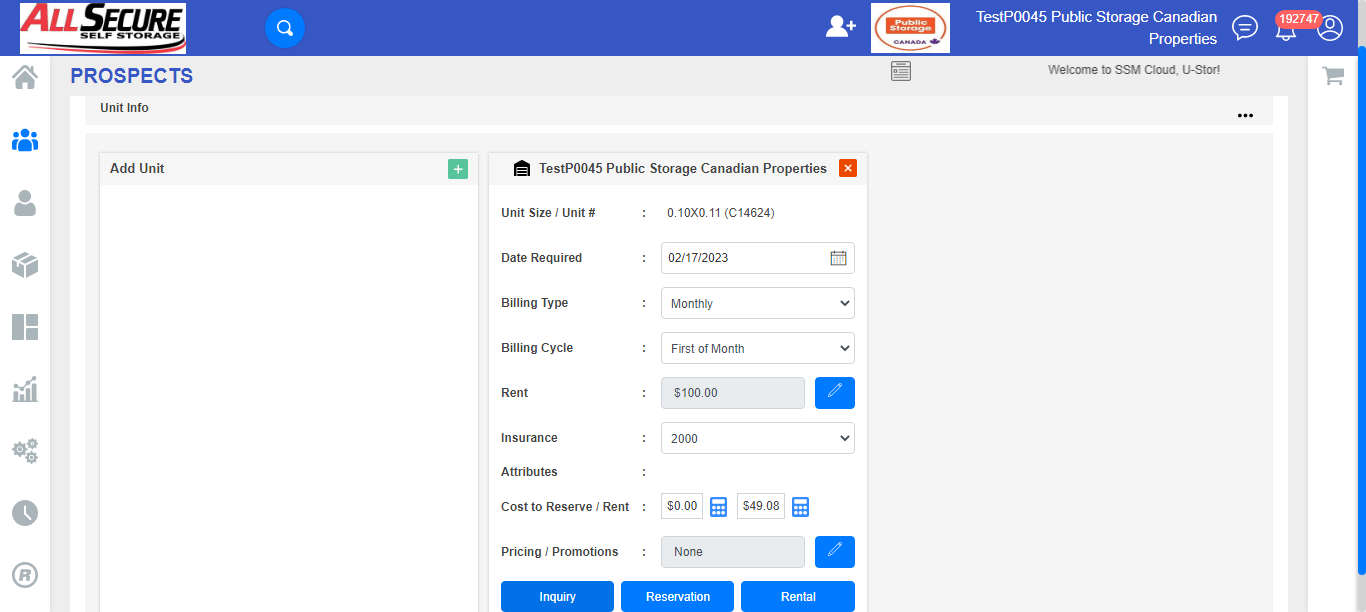 ALLSECURE
SELF STORAGE
Public
Storage
CANADA
TestP0045 Public Storage Canadian
Properties
192747
PROSPECTS
Welcome to SSM Cloud, U-Stor!
Unit Info
Add Unit
TestP0045 Public Storage Canadian Properties
Unit Size / Unit # : 0.10X0.11 (C14624)
Date Required : 02/17/2023
Billing Type : Monthly
Billing Cycle : First of Month
Rent : $100.00
Insurance : 2000
Attributes :
Cost to Reserve / Rent : $0.00 $49.08
Pricing / Promotions : None
Inquiry Reservation Rental
R